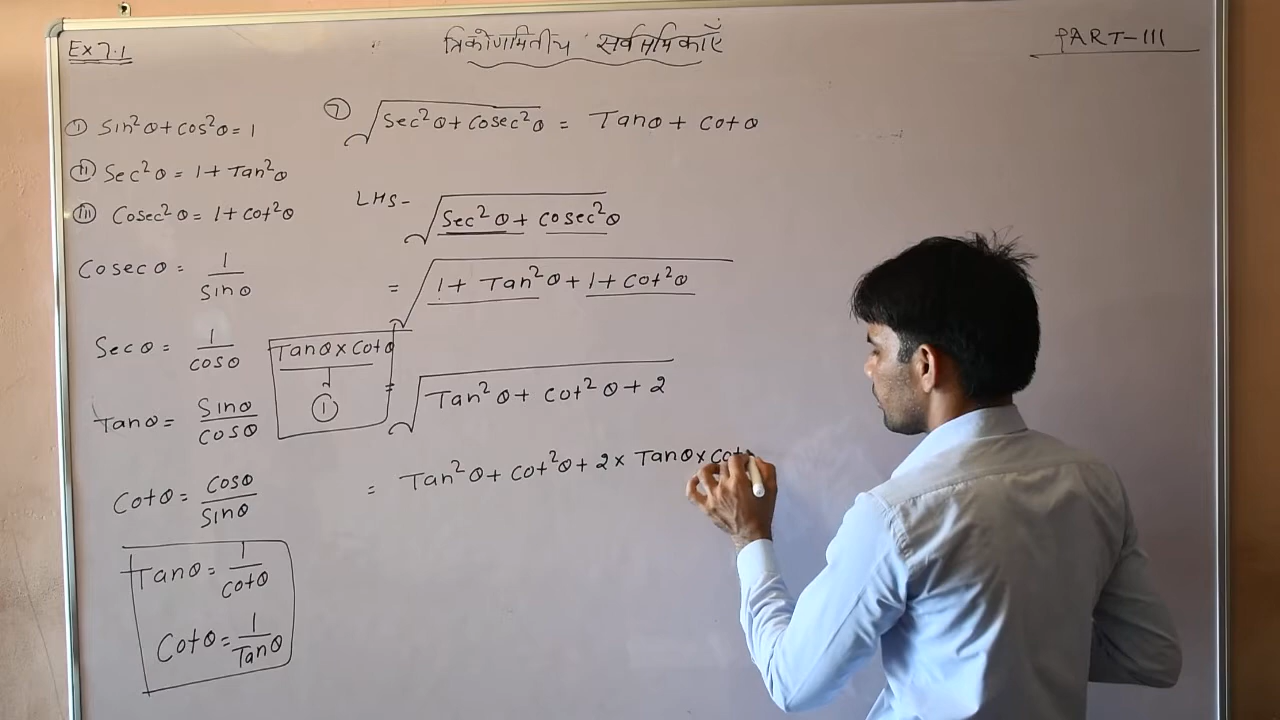 Ex 7.1
त्रिकोणमितीय सर्वसमिकाएँ
PART-III
① Sin²θ + cos²θ = 1
② Sec²θ = 1 + Tan²θ
③ Cosec²θ = 1 + cot²θ
Cosecθ = 1/Sinθ
Secθ = 1/cosθ
Tanθ = Sinθ/cosθ
Cotθ = cosθ/Sinθ
Tanθ = 1/cotθ
Cotθ = 1/Tanθ
⑦ √(Sec²θ + Cosec²θ) = Tanθ + cotθ
LHS- √(Sec²θ + cosec²θ)
= √(1 + Tan²θ + 1 + cot²θ)
Tanθ × cotθ
①
= √(Tan²θ + cot²θ + 2
= Tan²θ + cot²θ + 2 × Tanθ × cot